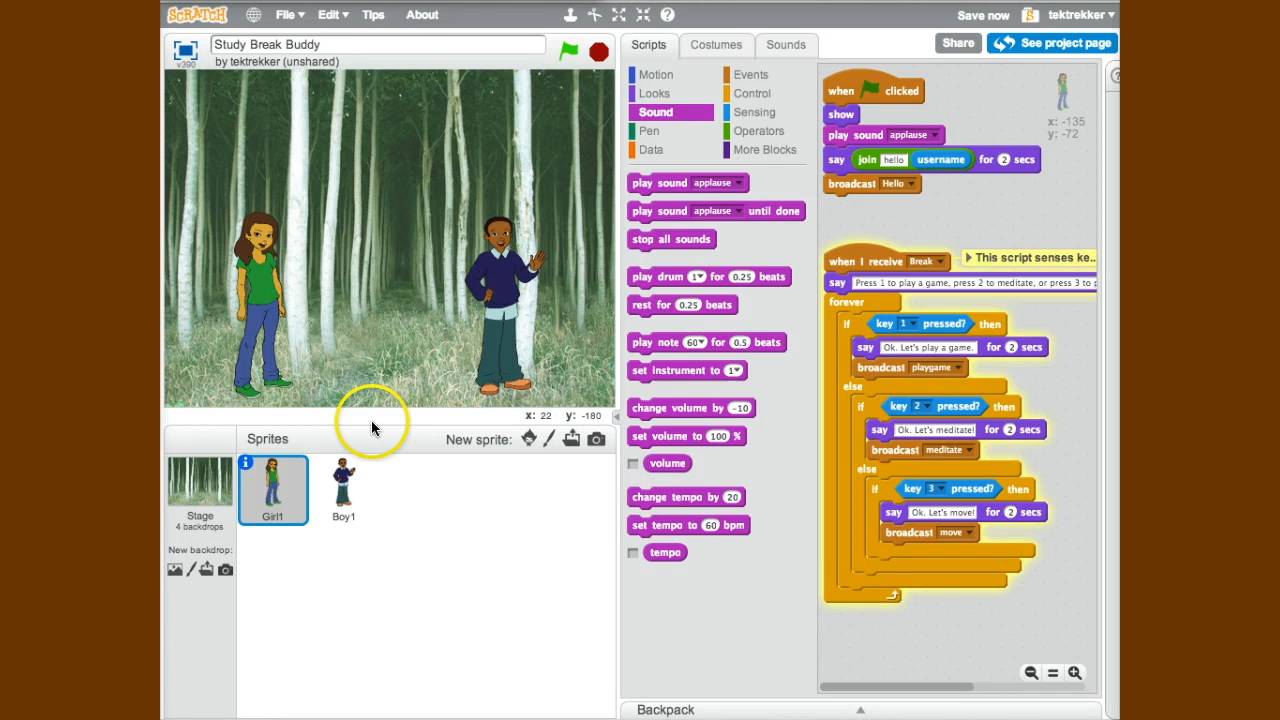 SCRATCH File Edit Tips About Save now tektrekker
v390 Study Break Buddy
by tektrekker (unshared)
Scripts Costumes Sounds Share See project page
Motion Events
Looks Control
Sound Sensing
Pen Operators
Data More Blocks
play sound applause
play sound applause until done
stop all sounds
play drum 1 for 0.25 beats
rest for 0.25 beats
play note 60 for 0.5 beats
set instrument to 1
change volume by -10
set volume to 100 %
volume
change tempo by 20
set tempo to 60 bpm
tempo
when clicked
show
play sound applause
say join hello username for 2 secs
broadcast Hello
x: -135
y: -72
when I receive Break
This script senses ke..
say Press 1 to play a game, press 2 to meditate, or press 3 to p
forever
if key 1 pressed? then
say Ok. Let's play a game. for 2 secs
broadcast playgame
else
if key 2 pressed? then
say Ok. Let's meditate! for 2 secs
broadcast meditate
else
if key 3 pressed? then
say Ok. Let's move! for 2 secs
broadcast move
x: 22 y: -180
Sprites New sprite:
Stage
4 backdrops
New backdrop:
Girl1
Boy1
Backpack